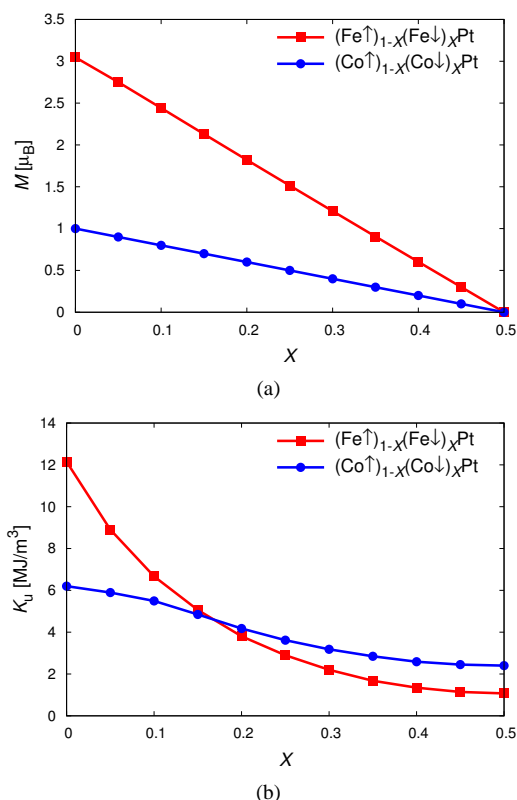 3.5
3
2.5
2
1.5
1
0.5
0
M [μB]
(Fe↑)1-X(Fe↓)XPt
(Co↑)1-X(Co↓)XPt
0 0.1 0.2 0.3 0.4 0.5
X
(a)
14
12
10
8
6
4
2
0
Ku [MJ/m³]
(Fe↑)1-X(Fe↓)XPt
(Co↑)1-X(Co↓)XPt
0 0.1 0.2 0.3 0.4 0.5
X
(b)